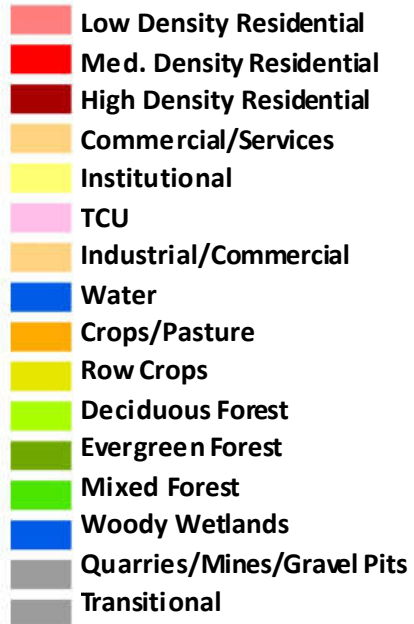 Low Density Residential
Med. Density Residential
High Density Residential
Commercial/Services
Institutional
TCU
Industrial/Commercial
Water
Crops/Pasture
Row Crops
Deciduous Forest
Evergreen Forest
Mixed Forest
Woody Wetlands
Quarries/Mines/Gravel Pits
Transitional